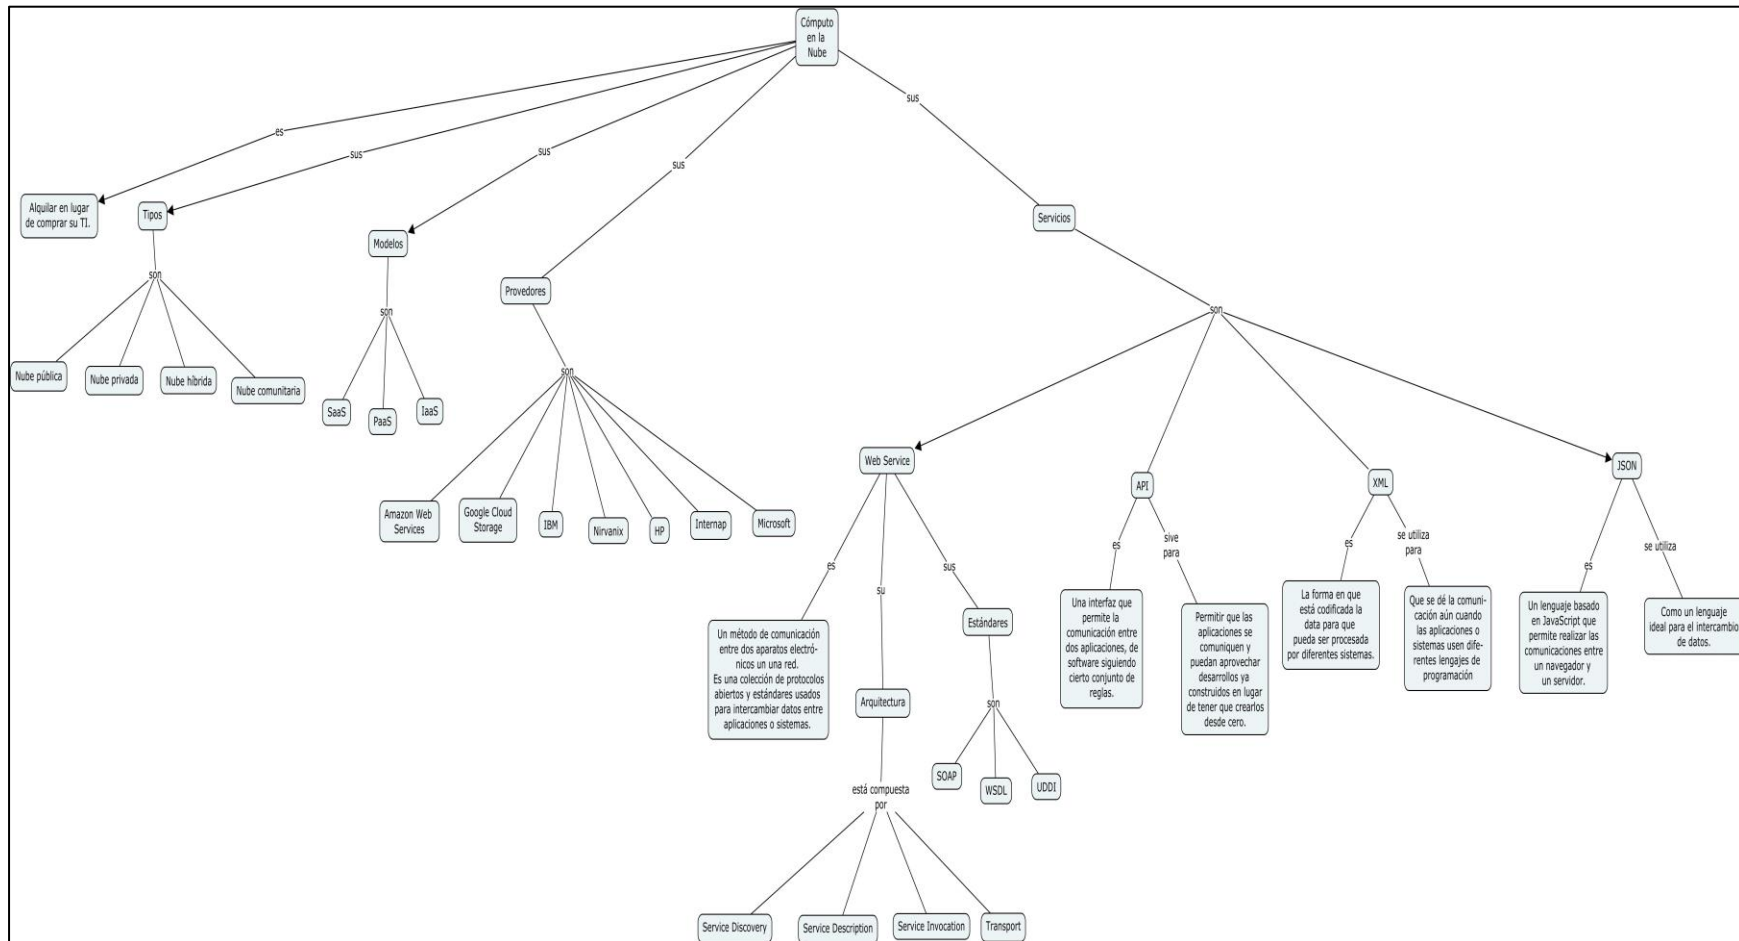 Cómputo
en la
Nube
es
sus
sus
sus
sus
Alquilar en lugar
de comprar su TI.
Tipos
Modelos
Provedores
Servicios
son
Nube pública
Nube privada
Nube híbrida
Nube comunitaria
son
SaaS
PaaS
IaaS
son
Amazon Web
Services
Google Cloud
Storage
IBM
Nirvanix
HP
Internap
Microsoft
son
Web Service
API
XML
JSON
es
su
sus
Un método de comunicación
entre dos aparatos electró-
nicos un una red.
Es una colección de protocolos
abiertos y estándares usados
para intercambiar datos entre
aplicaciones o sistemas.
Arquitectura
está compuesta
por
Service Discovery
Service Description
Service Invocation
Transport
Estándares
son
SOAP
WSDL
UDDI
es
Una interfaz que
permite la
comunicación entre
dos aplicaciones, de
software siguiendo
cierto conjunto de
reglas.
sive
para
Permitir que las
aplicaciones se
comuniquen y
puedan aprovechar
desarrollos ya
construidos en lugar
de tener que crearlos
desde cero.
es
La forma en que
está codificada la
data para que
pueda ser procesada
por diferentes sistemas.
se utiliza
para
Que se dé la comuni-
cación aún cuando
las aplicaciones o
sistemas usen dife-
rentes lengajes de
programación
es
Un lenguaje basado
en JavaScript que
permite realizar las
comunicaciones entre
un navegador y
un servidor.
se utiliza
Como un lenguaje
ideal para el intercambio
de datos.